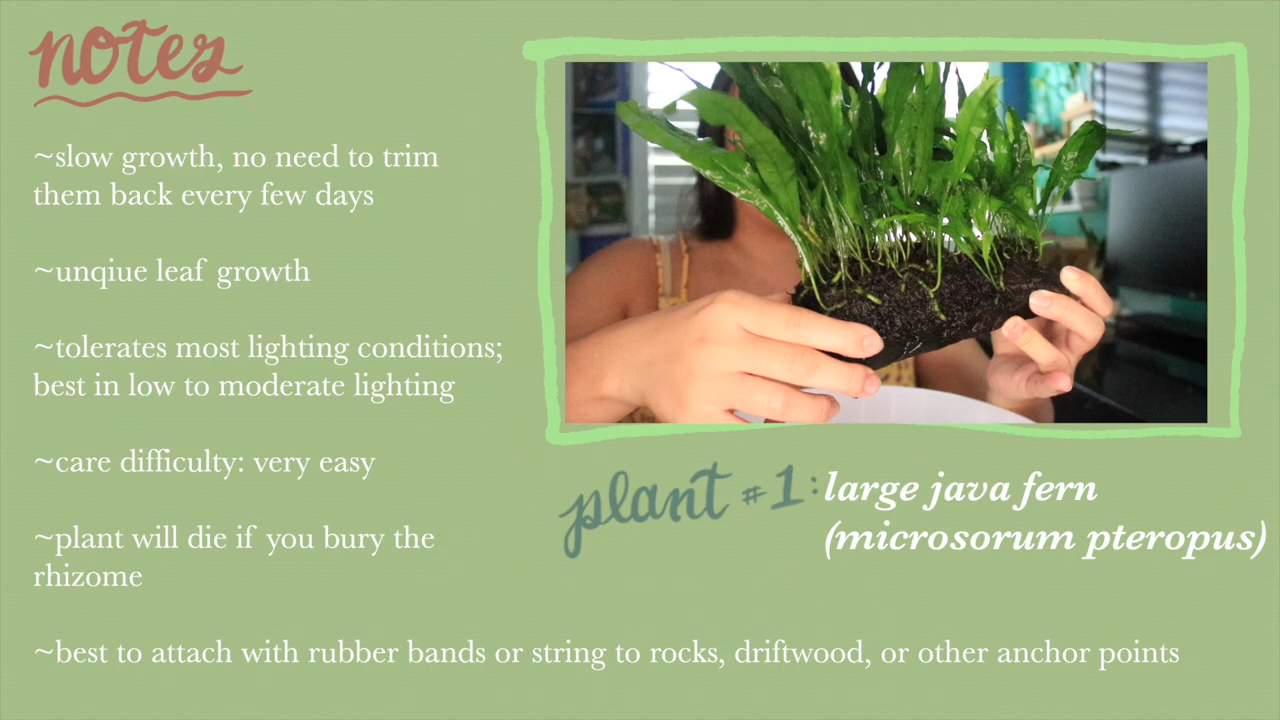 notes
~slow growth, no need to trim
them back every few days
~unqiue leaf growth
~tolerates most lighting conditions;
best in low to moderate lighting
~care difficulty: very easy
~plant will die if you bury the
rhizome
~best to attach with rubber bands or string to rocks, driftwood, or other anchor points
plant #1: large java fern
(microsorum pteropus)